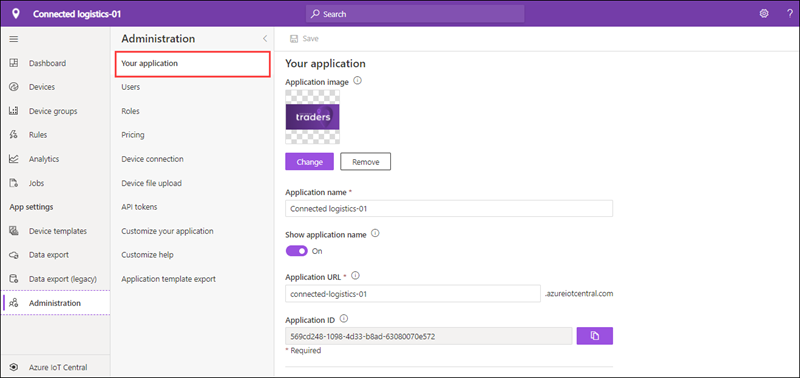 Connected logistics-01
Search
?
Dashboard
Devices
Device groups
Rules
Analytics
Jobs
App settings
Device templates
Data export
Data export (legacy)
Administration
Azure IoT Central
Administration
Your application
Users
Roles
Pricing
Device connection
Device file upload
API tokens
Customize your application
Customize help
Application template export
Save
Your application
Application image
traders
Change
Remove
Application name *
Connected logistics-01
Show application name
On
Application URL *
connected-logistics-01
.azureiotcentral.com
Application ID
569cd248-1098-4d33-b8ad-63080070e572
* Required